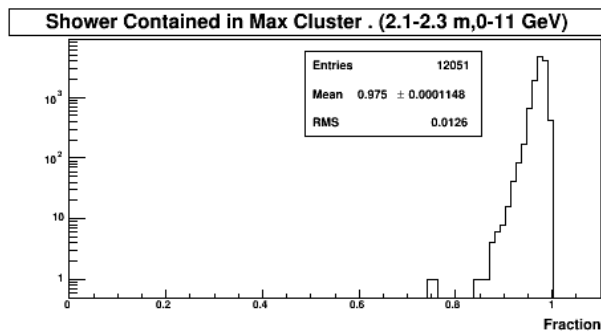 Shower Contained in Max Cluster . (2.1-2.3 m,0-11 GeV)
Entries 12051
Mean 0.975 ± 0.0001148
RMS 0.0126
10³
10²
10
1
0 0.2 0.4 0.6 0.8 1
Fraction